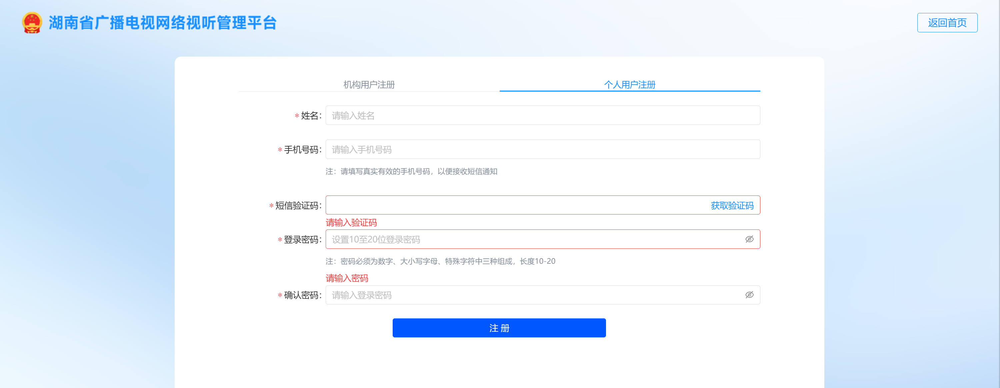 湖南省广播电视网络视听管理平台
返回首页
机构用户注册
个人用户注册
* 姓名：
请输入姓名
* 手机号码：
请输入手机号码
注：请填写真实有效的手机号码，以便接收短信通知
* 短信验证码：
获取验证码
请输入验证码
* 登录密码：
设置10至20位登录密码
注：密码必须为数字、大小写字母、特殊字符中三种组成，长度10-20
请输入密码
* 确认密码：
请输入登录密码
注 册